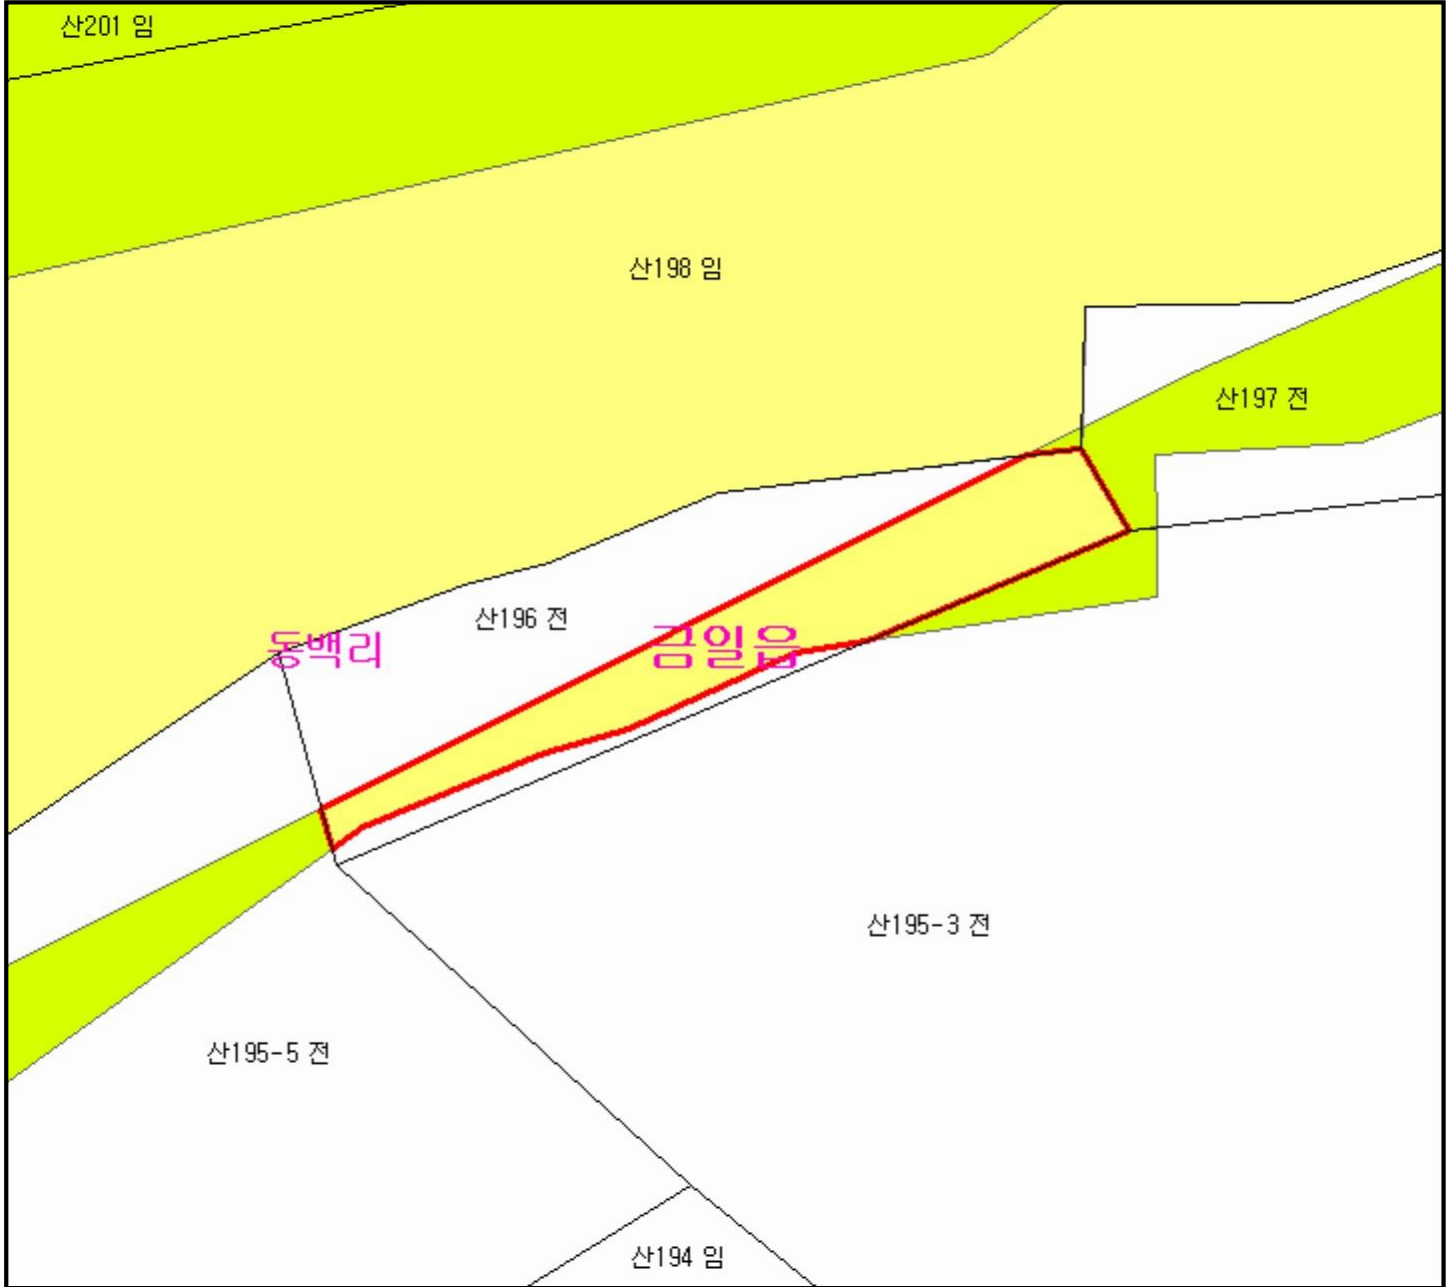 산201 임
산198 임
산197 전
산196 전
동백리
금일읍
산195-3 전
산195-5 전
산194 임